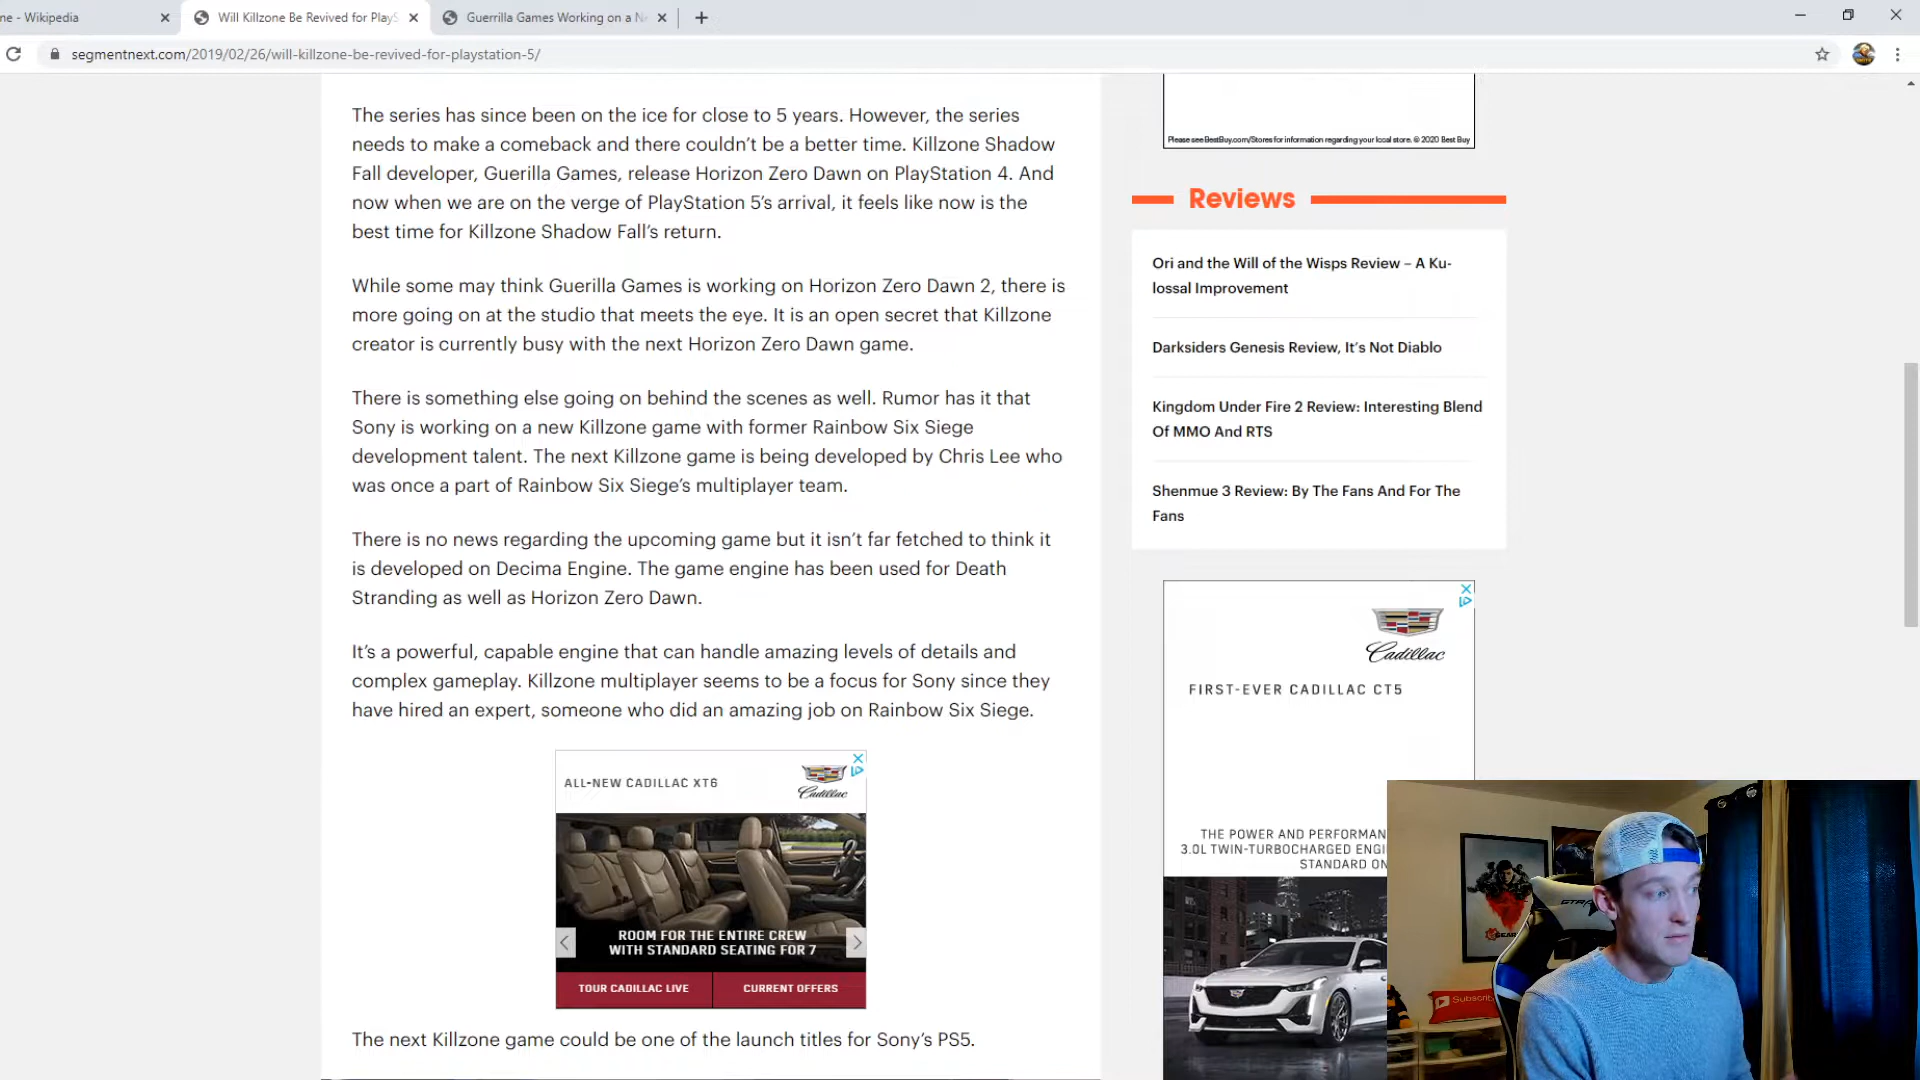 ne - Wikipedia
Will Killzone Be Revived for PlayS
Guerrilla Games Working on a N
segmentnext.com/2019/02/26/will-killzone-be-revived-for-playstation-5/
The series has since been on the ice for close to 5 years. However, the series
needs to make a comeback and there couldn't be a better time. Killzone Shadow
Fall developer, Guerilla Games, release Horizon Zero Dawn on PlayStation 4. And
now when we are on the verge of PlayStation 5's arrival, it feels like now is the
best time for Killzone Shadow Fall's return.
While some may think Guerilla Games is working on Horizon Zero Dawn 2, there is
more going on at the studio that meets the eye. It is an open secret that Killzone
creator is currently busy with the next Horizon Zero Dawn game.
There is something else going on behind the scenes as well. Rumor has it that
Sony is working on a new Killzone game with former Rainbow Six Siege
development talent. The next Killzone game is being developed by Chris Lee who
was once a part of Rainbow Six Siege's multiplayer team.
There is no news regarding the upcoming game but it isn't far fetched to think it
is developed on Decima Engine. The game engine has been used for Death
Stranding as well as Horizon Zero Dawn.
It's a powerful, capable engine that can handle amazing levels of details and
complex gameplay. Killzone multiplayer seems to be a focus for Sony since they
have hired an expert, someone who did an amazing job on Rainbow Six Siege.
ALL-NEW CADILLAC XT6
Cadillac
ROOM FOR THE ENTIRE CREW
WITH STANDARD SEATING FOR 7
TOUR CADILLAC LIVE
CURRENT OFFERS
The next Killzone game could be one of the launch titles for Sony's PS5.
Please see BestBuy.com/Stores for information regarding your local store. © 2020 Best Buy
Reviews
Ori and the Will of the Wisps Review – A Ku-
lossal Improvement
Darksiders Genesis Review, It's Not Diablo
Kingdom Under Fire 2 Review: Interesting Blend
Of MMO And RTS
Shenmue 3 Review: By The Fans And For The
Fans
Cadillac
FIRST-EVER CADILLAC CT5
THE POWER AND PERFORMAN
3.0L TWIN-TURBOCHARGED ENGI
STANDARD ON
GEAR
Subscrib